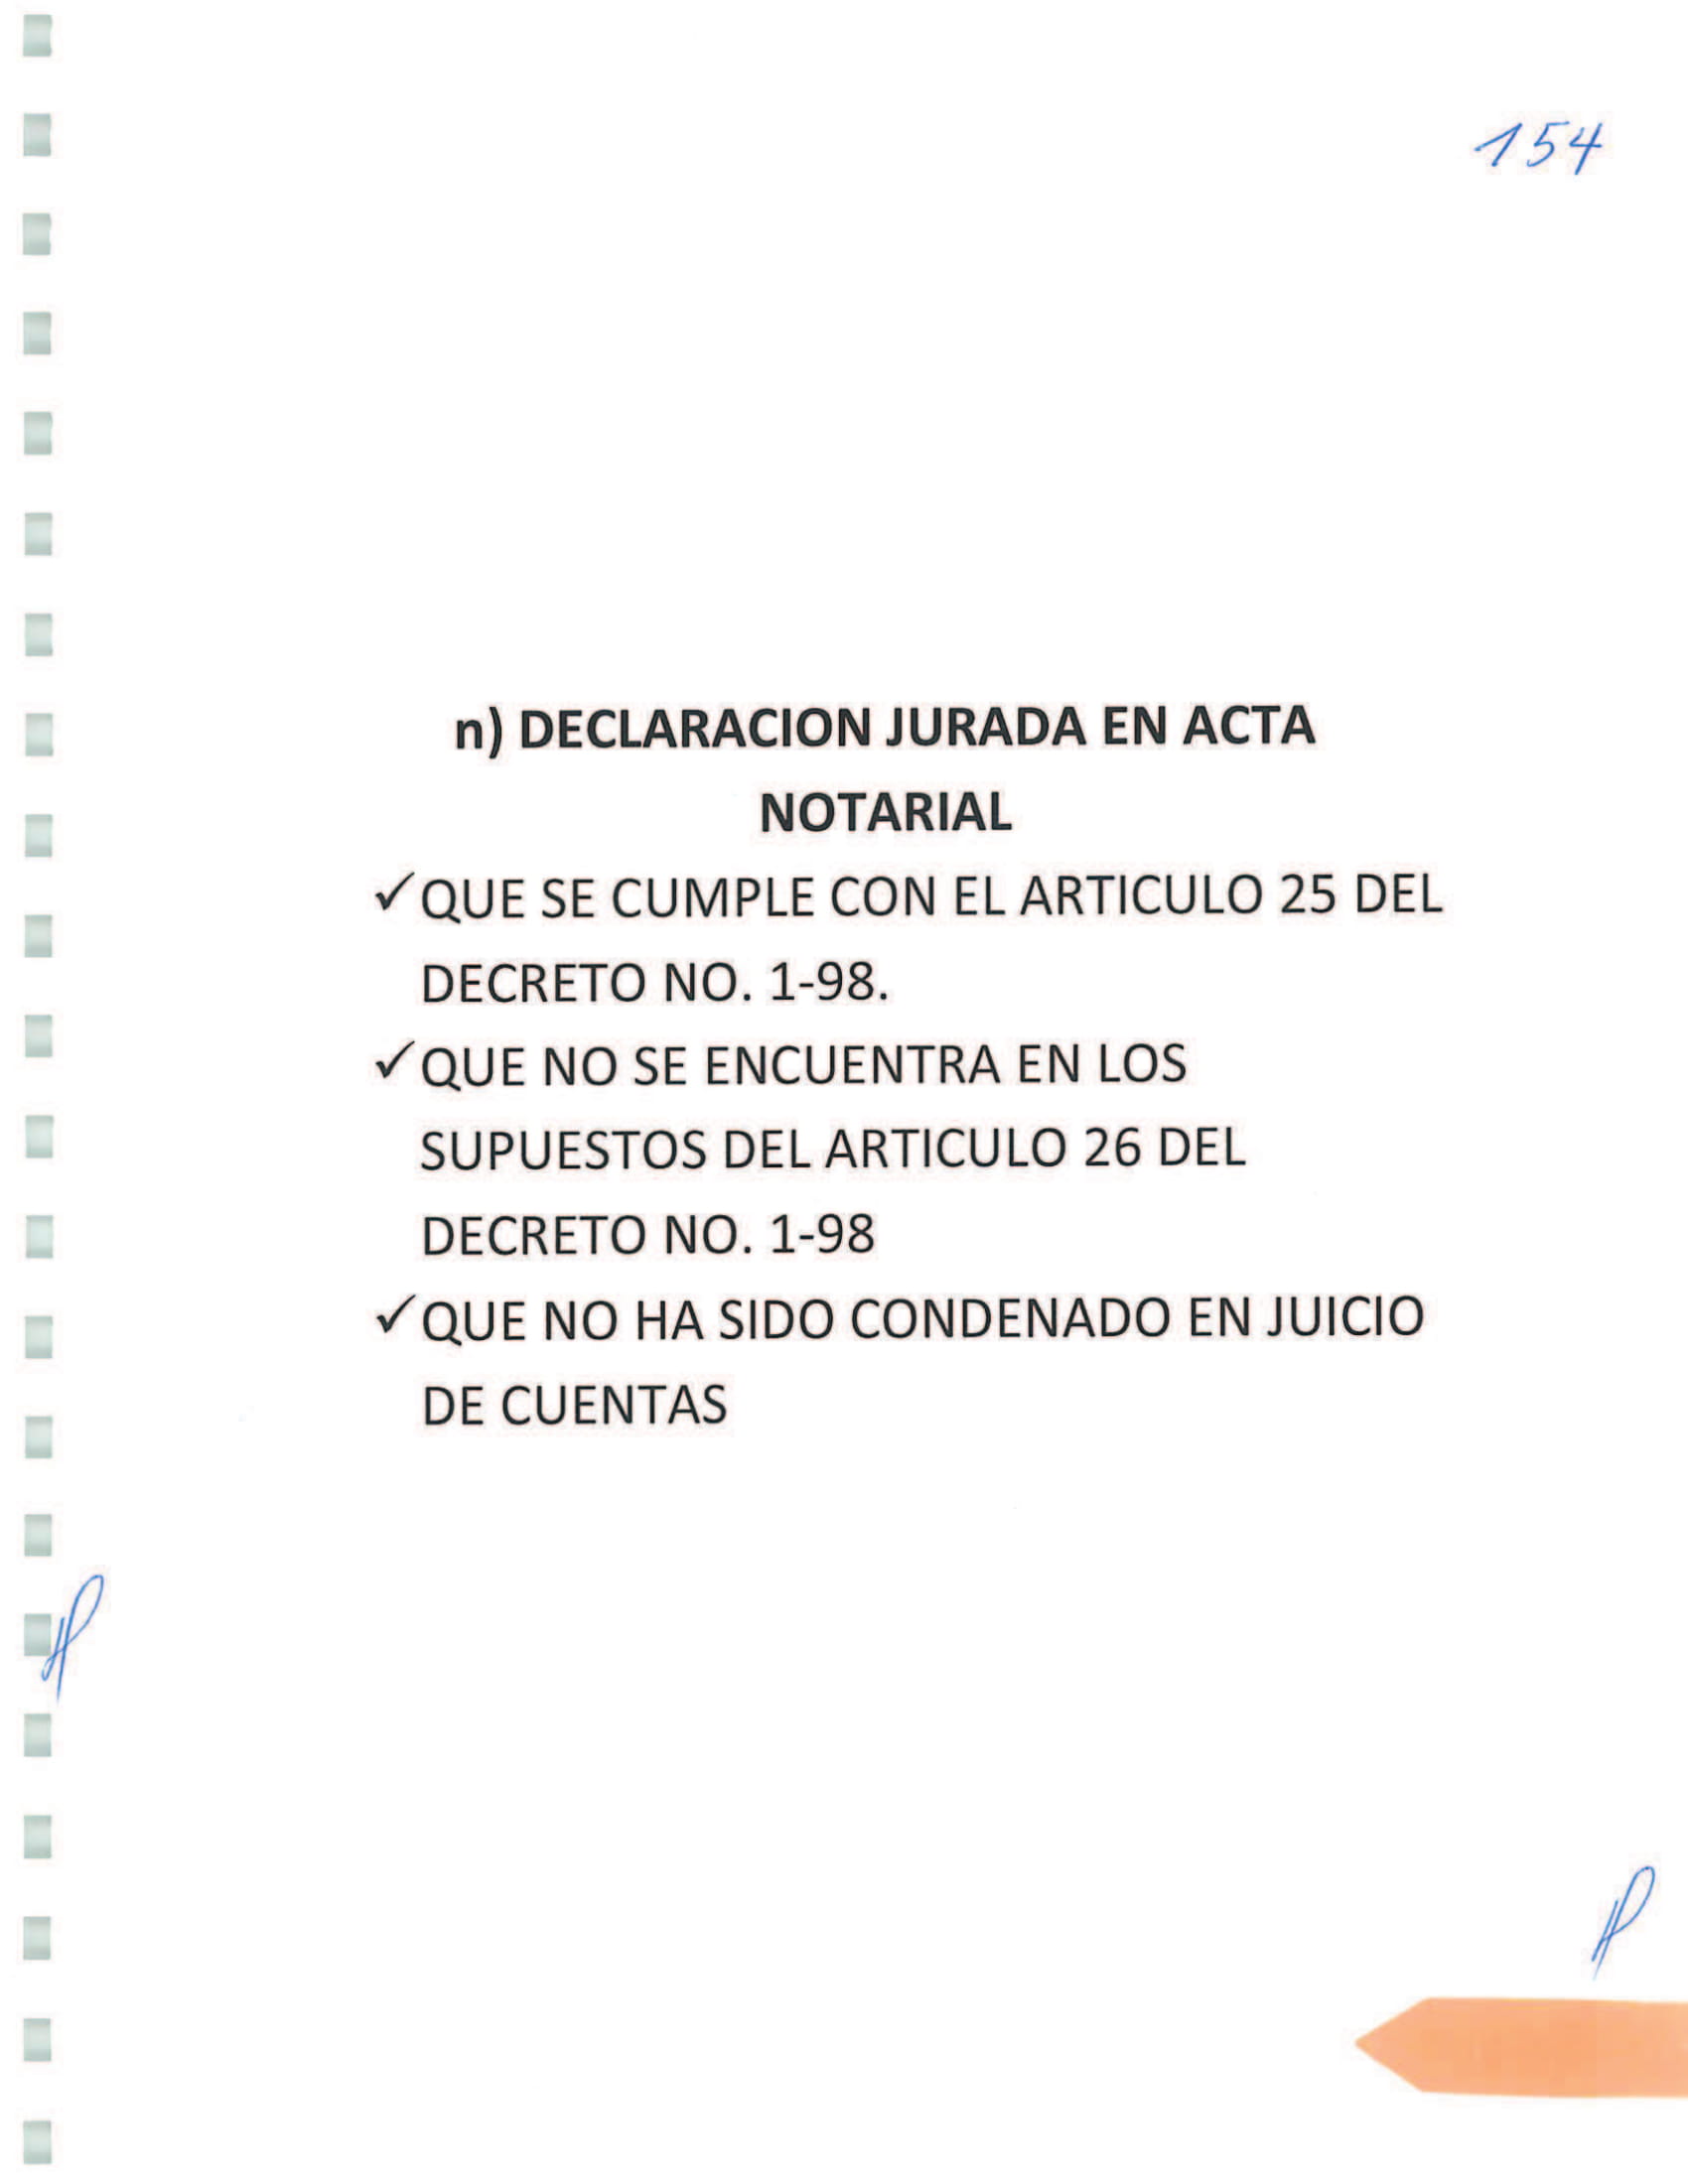 154
n) DECLARACION JURADA EN ACTA
NOTARIAL
✓QUE SE CUMPLE CON EL ARTICULO 25 DEL
DECRETO NO. 1-98.
✓QUE NO SE ENCUENTRA EN LOS
SUPUESTOS DEL ARTICULO 26 DEL
DECRETO NO. 1-98
✓QUE NO HA SIDO CONDENADO EN JUICIO
DE CUENTAS